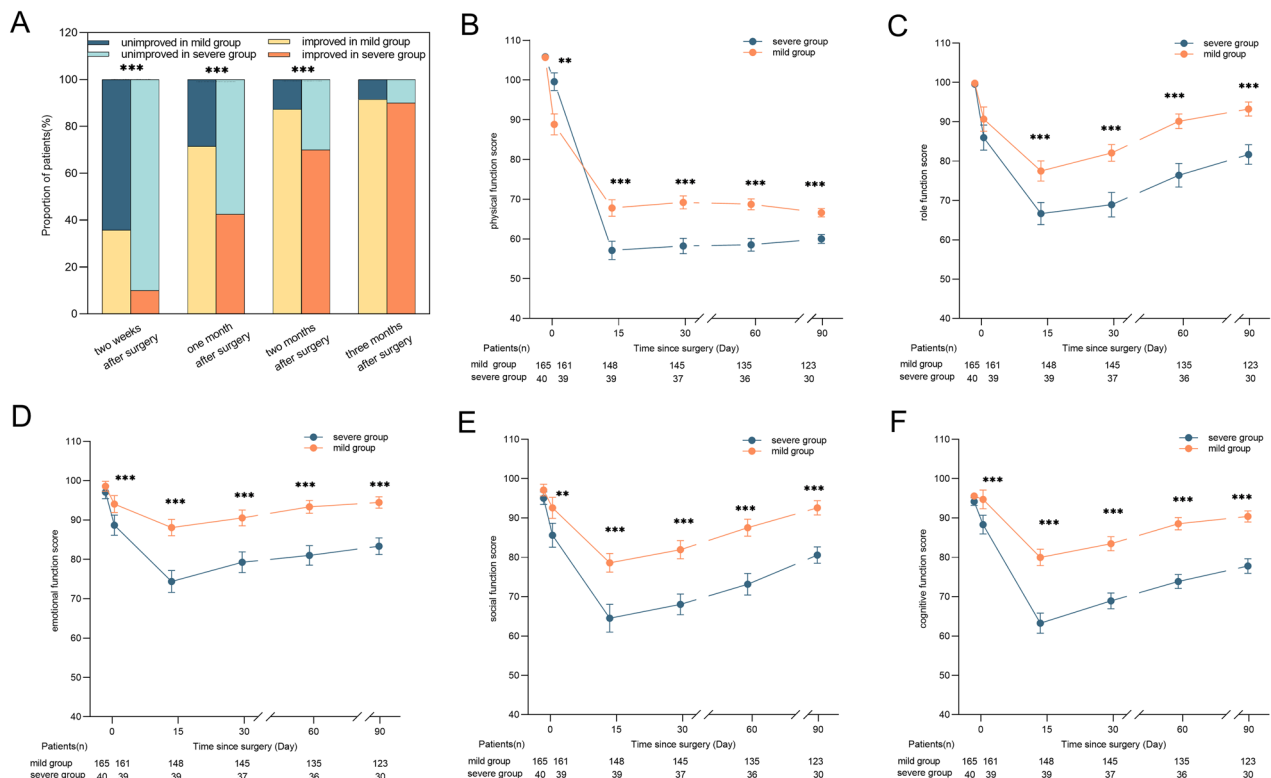 A
120
100
80
60
40
20
0
Proportion of patients(%)
unimproved in mild group
improved in mild group
unimproved in severe group
improved in severe group
***
***
***
two weeks
after surgery
one month
after surgery
two months
after surgery
three months
after surgery
B
severe group
mild group
110
100
90
80
70
60
50
40
physical function score
**
***
***
***
***
0 15 30 60 90
Patients(n) Time since surgery (Day)
mild group 165 161 148 145 135 123
severe group 40 39 39 37 36 30
C
severe group
mild group
110
100
90
80
70
60
50
40
role function score
***
***
***
***
0 15 30 60 90
Patients(n) Time since surgery (Day)
mild group 165 161 148 145 135 123
severe group 40 39 39 37 36 30
D
severe group
mild group
110
100
90
80
70
60
50
40
emotional function score
***
***
***
***
***
0 15 30 60 90
Patients(n) Time since surgery (Day)
mild group 165 161 148 145 135 123
severe group 40 39 39 37 36 30
E
severe group
mild group
110
100
90
80
70
60
50
40
social function score
**
***
***
***
***
0 15 30 60 90
Patients(n) Time since surgery (Day)
mild group 165 161 148 145 135 123
severe group 40 39 39 37 36 30
F
severe group
mild group
110
100
90
80
70
60
50
40
cognitive function score
***
***
***
***
***
0 15 30 60 90
Patients(n) Time since surgery (Day)
mild group 165 161 148 145 135 123
severe group 40 39 39 37 36 30